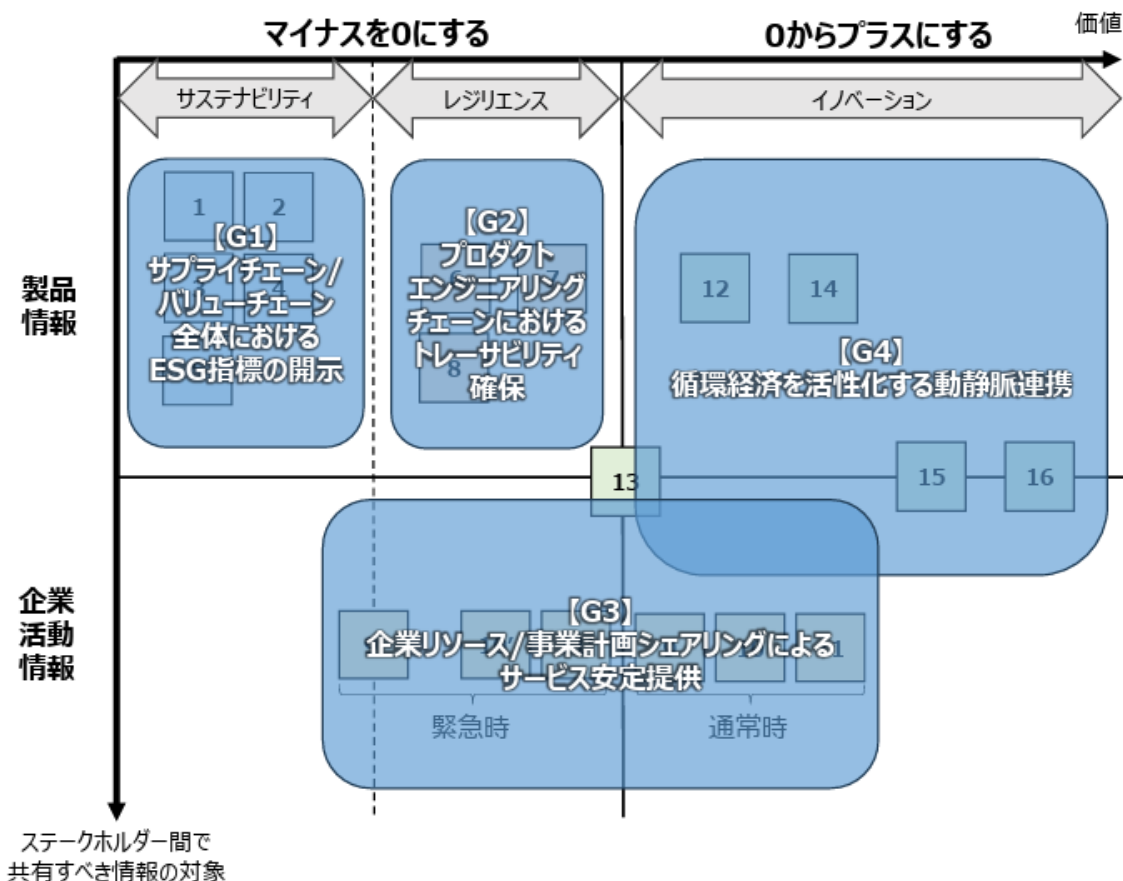 マイナスを0にする
0からプラスにする
価値
サステナビリティ
レジリエンス
イノベーション
製品
情報
1
2
4
【G1】
サプライチェーン/
バリューチェーン
全体における
ESG指標の開示
6
7
8
【G2】
プロダクト
エンジニアリング
チェーンにおける
トレーサビリティ
確保
12
14
【G4】
循環経済を活性化する動静脈連携
13
15
16
企業
活動
情報
【G3】
企業リソース/事業計画シェアリングによる
サービス安定提供
緊急時
通常時
ステークホルダー間で
共有すべき情報の対象